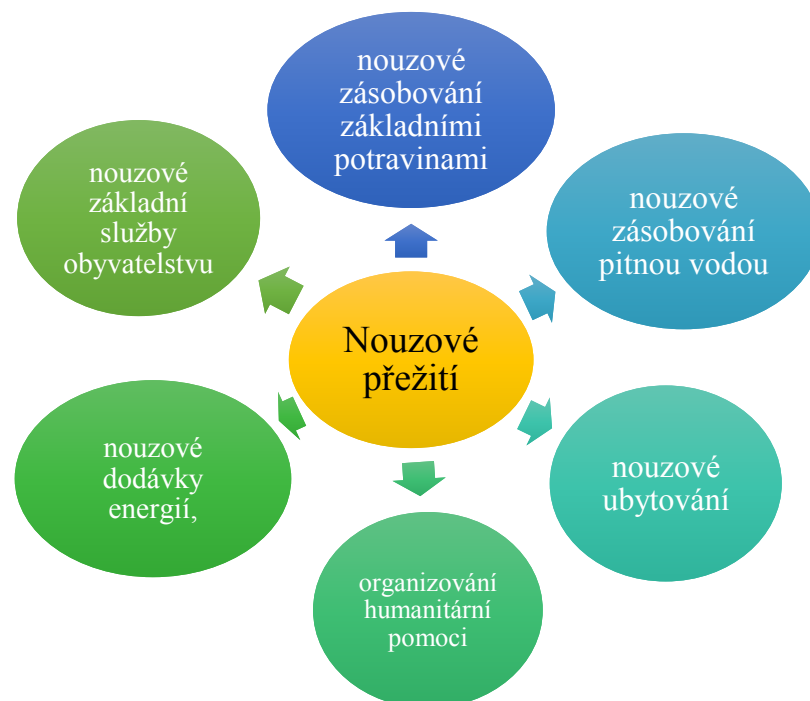 nouzové
zásobování
základními
potravinami
nouzové
zásobování
pitnou vodou
nouzové
ubytování
organizování
humanitární
pomoci
nouzové
dodávky
energií,
nouzové
základní
služby
obyvatelstvu
Nouzové
přežití